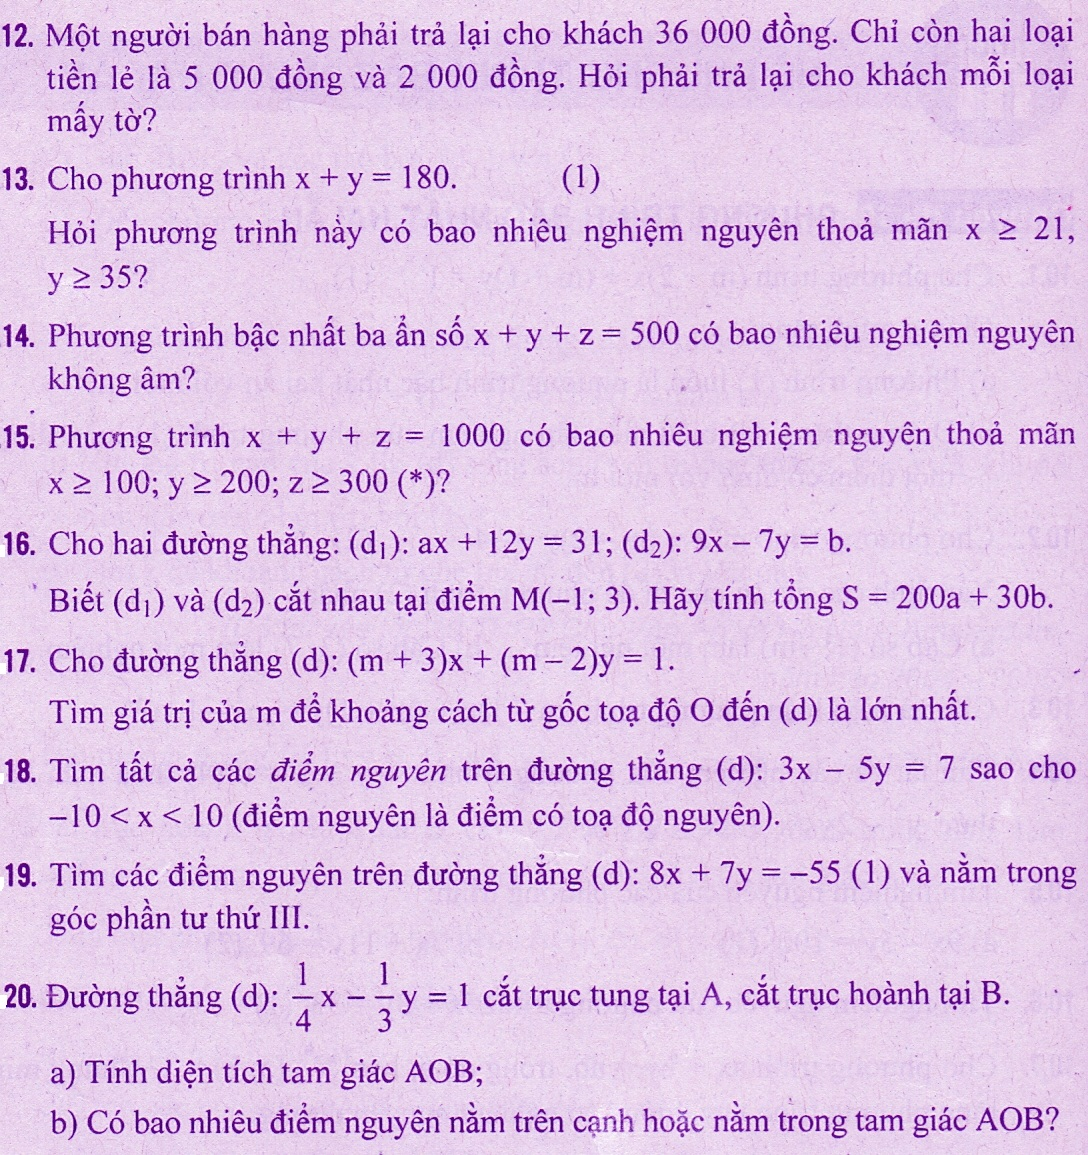 12. Một người bán hàng phải trả lại cho khách 36 000 đồng. Chỉ còn hai loại
tiền lẻ là 5 000 đồng và 2 000 đồng. Hỏi phải trả lại cho khách mỗi loại
mấy tờ?
13. Cho phương trình x + y = 180. (1)
Hỏi phương trình này có bao nhiêu nghiệm nguyên thoả mãn x ≥ 21,
y ≥ 35?
14. Phương trình bậc nhất ba ẩn số x + y + z = 500 có bao nhiêu nghiệm nguyên
không âm?
15. Phương trình x + y + z = 1000 có bao nhiêu nghiệm nguyên thoả mãn
x ≥ 100; y ≥ 200; z ≥ 300 (*)?
16. Cho hai đường thẳng: (d₁): ax + 12y = 31; (d₂): 9x – 7y = b.
Biết (d₁) và (d₂) cắt nhau tại điểm M(–1; 3). Hãy tính tổng S = 200a + 30b.
17. Cho đường thẳng (d): (m + 3)x + (m – 2)y = 1.
Tìm giá trị của m để khoảng cách từ gốc toạ độ O đến (d) là lớn nhất.
18. Tìm tất cả các điểm nguyên trên đường thẳng (d): 3x – 5y = 7 sao cho
–10 < x < 10 (điểm nguyên là điểm có toạ độ nguyên).
19. Tìm các điểm nguyên trên đường thẳng (d): 8x + 7y = –55 (1) và nằm trong
góc phần tư thứ III.
20. Đường thẳng (d): 1/4 x – 1/3 y = 1 cắt trục tung tại A, cắt trục hoành tại B.
a) Tính diện tích tam giác AOB;
b) Có bao nhiêu điểm nguyên nằm trên cạnh hoặc nằm trong tam giác AOB?